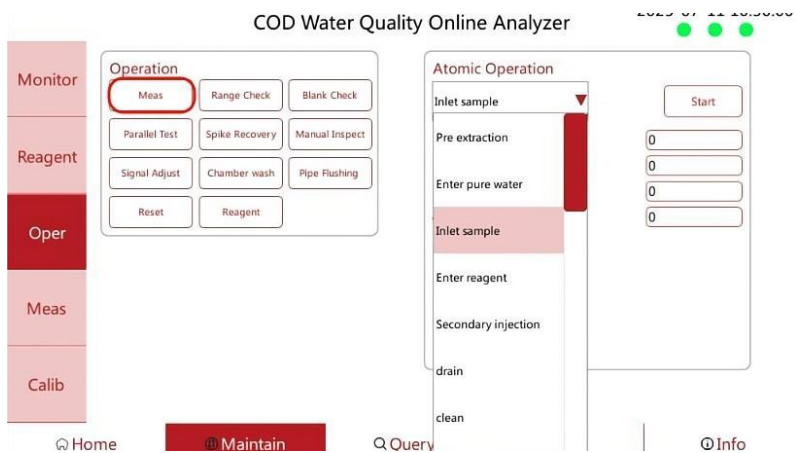 COD Water Quality Online Analyzer
Monitor
Reagent
Oper
Meas
Calib
Operation
Meas Range Check Blank Check
Parallel Test Spike Recovery Manual Inspect
Signal Adjust Chamber wash Pipe Flushing
Reset Reagent
Atomic Operation
Inlet sample
Start
Pre extraction
Enter pure water
Inlet sample
Enter reagent
Secondary injection
drain
clean
0
0
0
0
Home Maintain Query Info